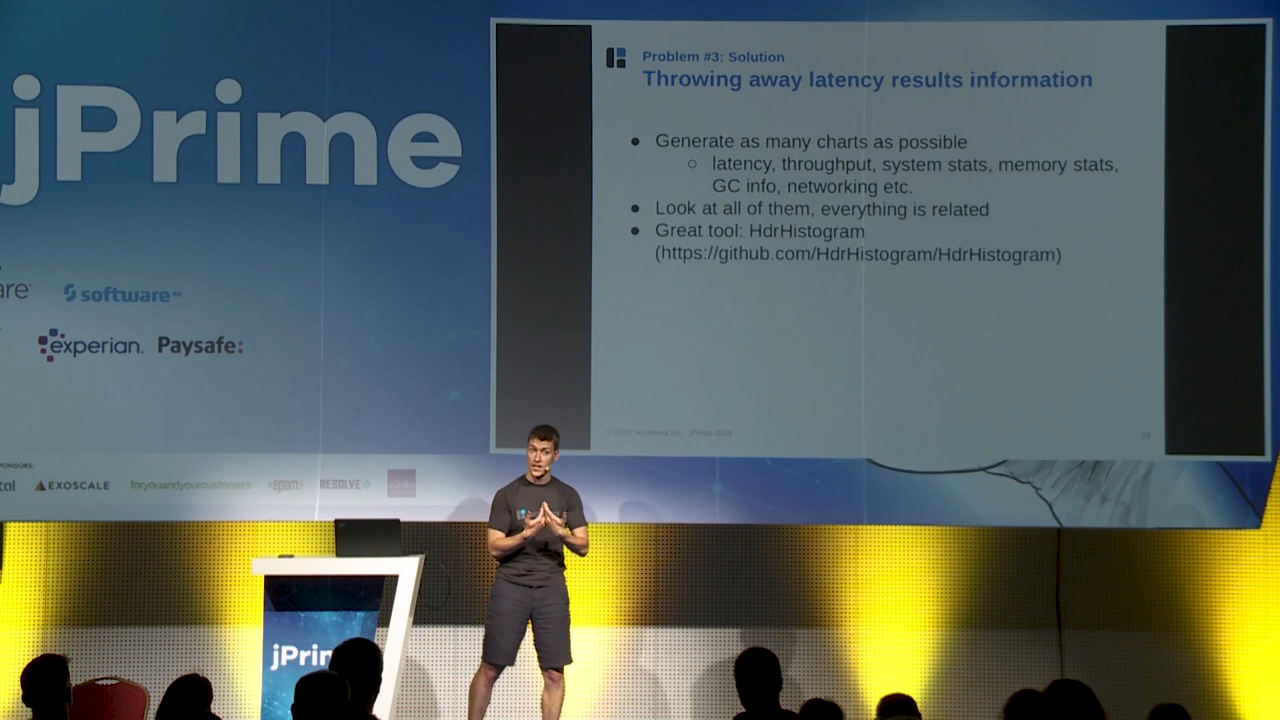 jPrime
software AG
experian.
Paysafe:
EXOSCALE
foryouandyourcustomers
<epam>
RESOLVE
Problem #3: Solution
Throwing away latency results information
● Generate as many charts as possible
○ latency, throughput, system stats, memory stats,
GC info, networking etc.
● Look at all of them, everything is related
● Great tool: HdrHistogram
(https://github.com/HdrHistogram/HdrHistogram)
jPrim